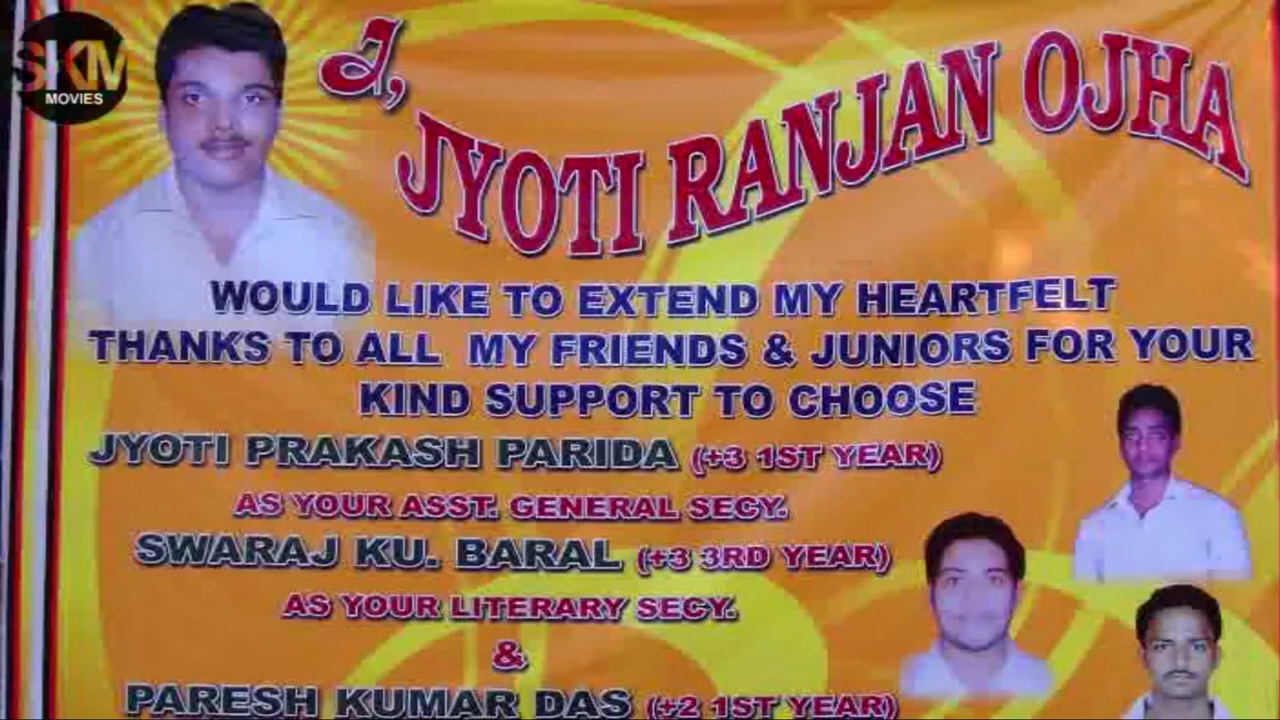 SKM
MOVIES
I,
JYOTI RANJAN OJHA
WOULD LIKE TO EXTEND MY HEARTFELT
THANKS TO ALL MY FRIENDS & JUNIORS FOR YOUR
KIND SUPPORT TO CHOOSE
JYOTI PRAKASH PARIDA (+3 1ST YEAR)
AS YOUR ASST. GENERAL SECY.
SWARAJ KU. BARAL (+3 3RD YEAR)
AS YOUR LITERARY SECY.
&
PARESH KUMAR DAS (+2 1ST YEAR)